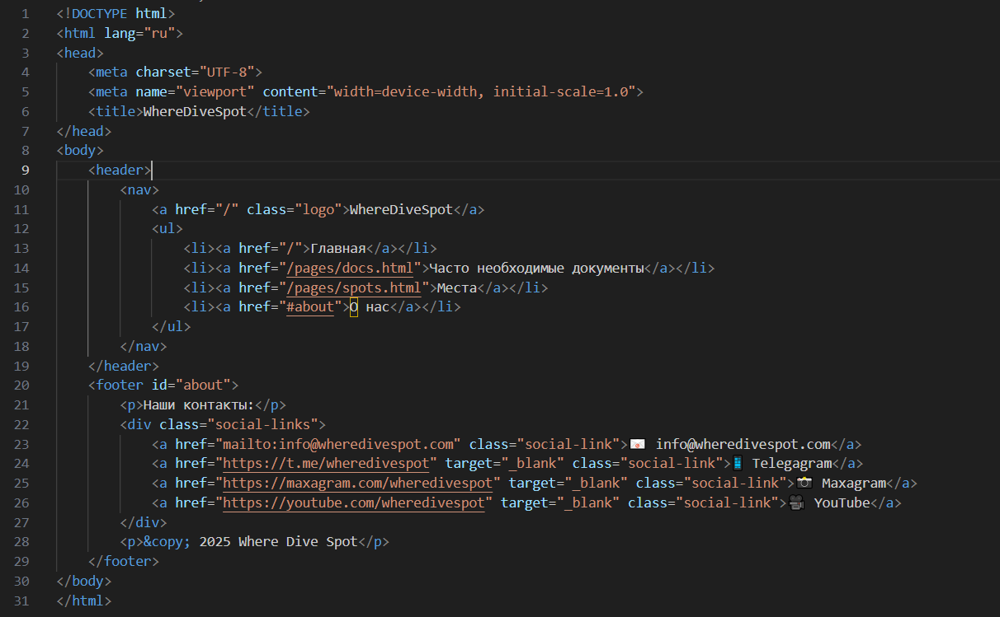 1 <!DOCTYPE html>
2 <html lang="ru">
3 <head>
4     <meta charset="UTF-8">
5     <meta name="viewport" content="width=device-width, initial-scale=1.0">
6     <title>WhereDiveSpot</title>
7 </head>
8 <body>
9     <header>
10         <nav>
11             <a href="/" class="logo">WhereDiveSpot</a>
12             <ul>
13                 <li><a href="/">Главная</a></li>
14                 <li><a href="/pages/docs.html">Часто необходимые документы</a></li>
15                 <li><a href="/pages/spots.html">Места</a></li>
16                 <li><a href="#about">О нас</a></li>
17             </ul>
18         </nav>
19     </header>
20     <footer id="about">
21         <p>Наши контакты:</p>
22         <div class="social-links">
23             <a href="mailto:info@wheredivespot.com" class="social-link">📧 info@wheredivespot.com</a>
24             <a href="https://t.me/wheredivespot" target="_blank" class="social-link">📱 Telegagram</a>
25             <a href="https://maxagram.com/wheredivespot" target="_blank" class="social-link">📷 Maxagram</a>
26             <a href="https://youtube.com/wheredivespot" target="_blank" class="social-link">🎥 YouTube</a>
27         </div>
28         <p>&copy; 2025 Where Dive Spot</p>
29     </footer>
30 </body>
31 </html>